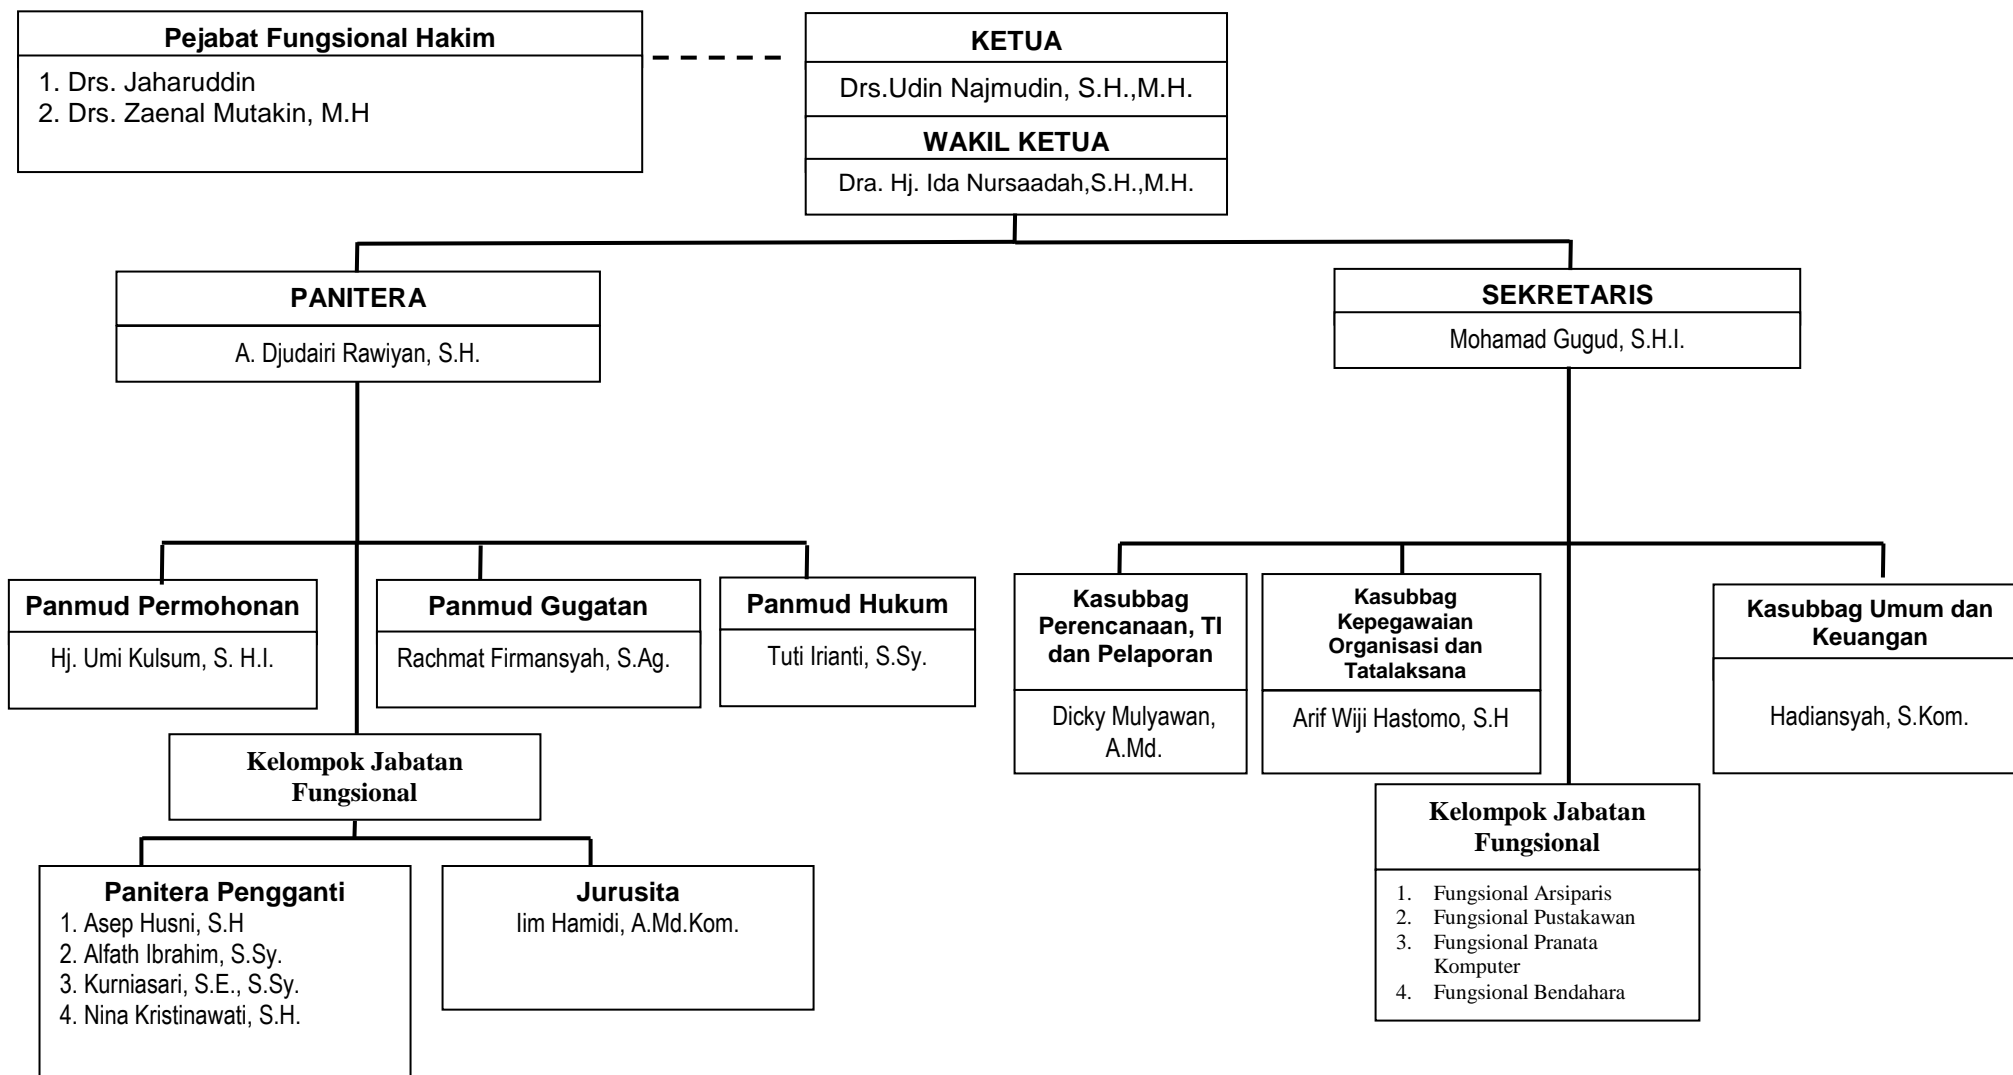 Pejabat Fungsional Hakim
1. Drs. Jaharuddin
2. Drs. Zaenal Mutakin, M.H
KETUA
Drs.Udin Najmudin, S.H.,M.H.
WAKIL KETUA
Dra. Hj. Ida Nursaadah,S.H.,M.H.
PANITERA
A. Djudairi Rawiyan, S.H.
SEKRETARIS
Mohamad Gugud, S.H.I.
Panmud Permohonan
Hj. Umi Kulsum, S. H.I.
Panmud Gugatan
Rachmat Firmansyah, S.Ag.
Panmud Hukum
Tuti Irianti, S.Sy.
Kasubbag
Perencanaan, TI
dan Pelaporan
Dicky Mulyawan,
A.Md.
Kasubbag
Kepegawaian
Organisasi dan
Tatalaksana
Arif Wiji Hastomo, S.H
Kasubbag Umum dan
Keuangan
Hadiansyah, S.Kom.
Kelompok Jabatan
Fungsional
Panitera Pengganti
1. Asep Husni, S.H
2. Alfath Ibrahim, S.Sy.
3. Kurniasari, S.E., S.Sy.
4. Nina Kristinawati, S.H.
Jurusita
Iim Hamidi, A.Md.Kom.
Kelompok Jabatan
Fungsional
1. Fungsional Arsiparis
2. Fungsional Pustakawan
3. Fungsional Pranata
Komputer
4. Fungsional Bendahara